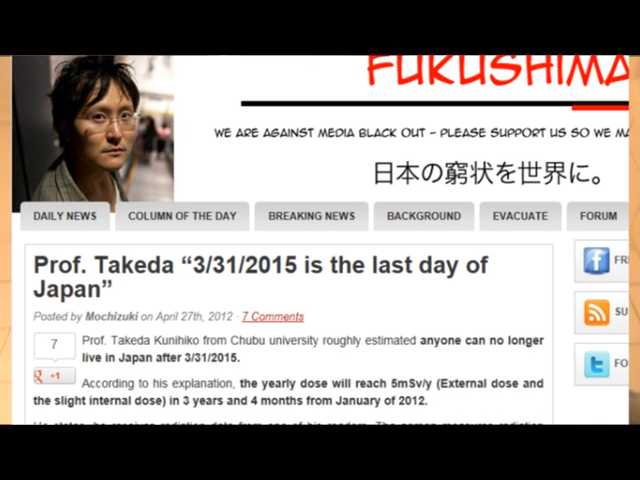 FUKUSHIMA
WE ARE AGAINST MEDIA BLACK OUT – PLEASE SUPPORT US SO WE MA
日本の窮状を世界に。
DAILY NEWS COLUMN OF THE DAY BREAKING NEWS BACKGROUND EVACUATE FORUM
Prof. Takeda “3/31/2015 is the last day of
Japan”
Posted by Mochizuki on April 27th, 2012 · 7 Comments
7
Prof. Takeda Kunihiko from Chubu university roughly estimated anyone can no longer
live in Japan after 3/31/2015.
g +1
According to his explanation, the yearly dose will reach 5mSv/y (External dose and
the slight internal dose) in 3 years and 4 months from January of 2012.
FRE
SU
FO